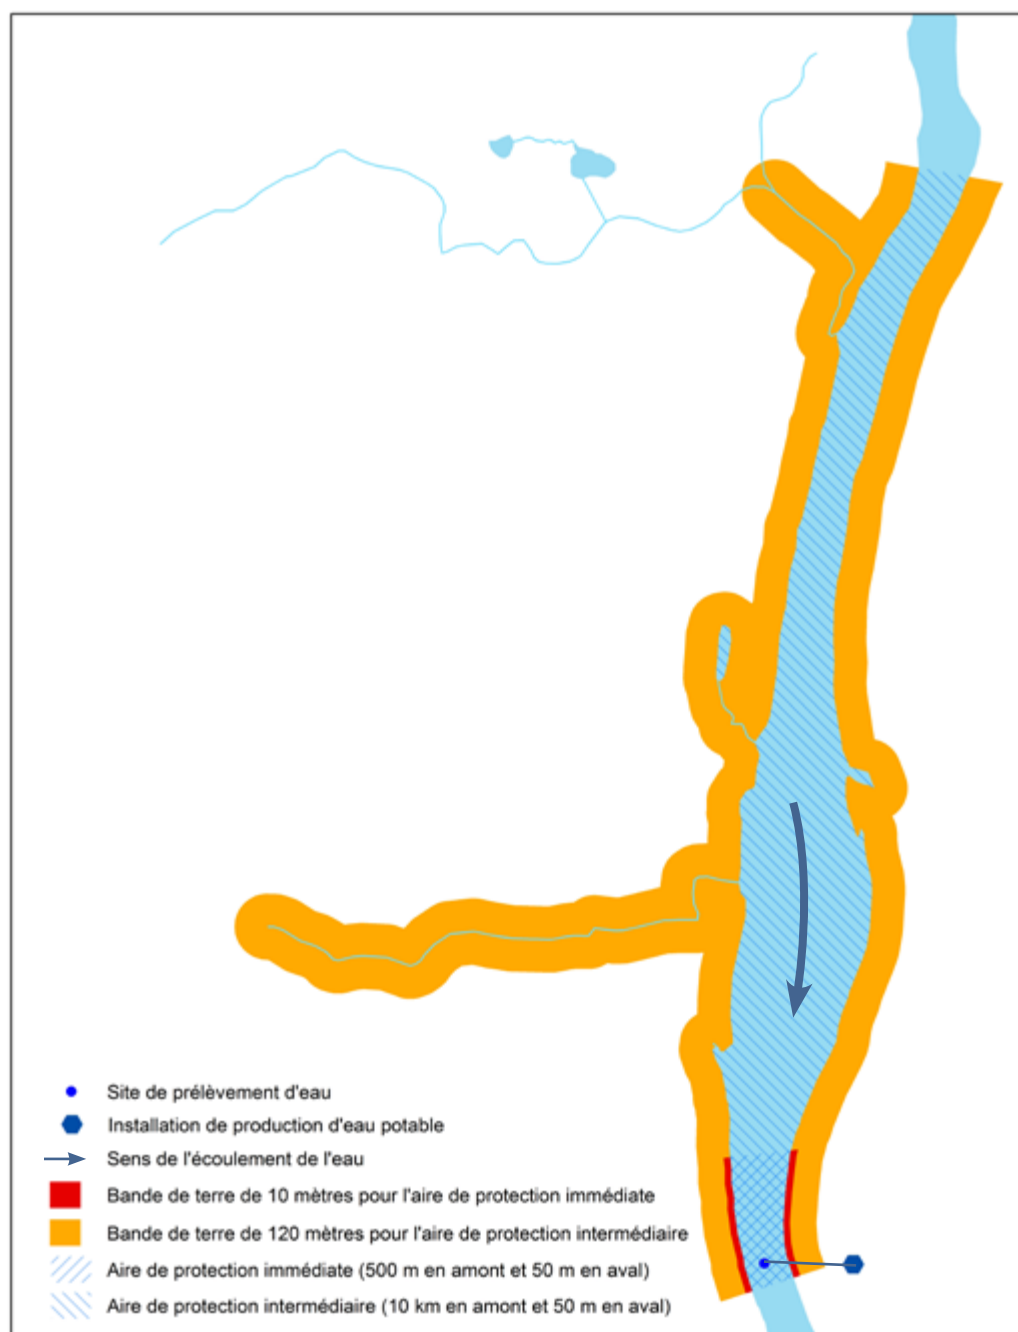 Site de prélèvement d'eau
Installation de production d'eau potable
Sens de l'écoulement de l'eau
Bande de terre de 10 mètres pour l'aire de protection immédiate
Bande de terre de 120 mètres pour l'aire de protection intermédiaire
Aire de protection immédiate (500 m en amont et 50 m en aval)
Aire de protection intermédiaire (10 km en amont et 50 m en aval)